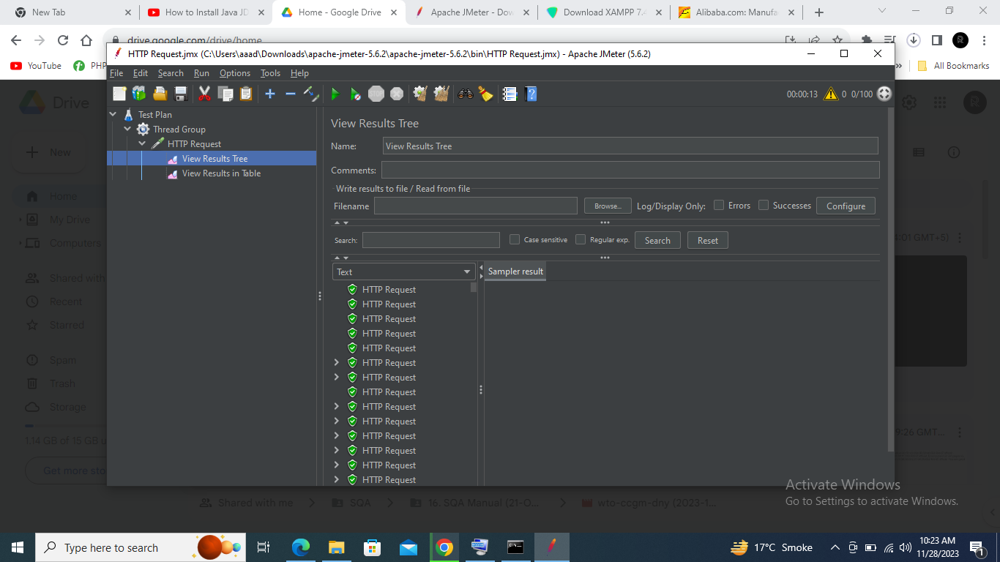 New Tab
How to Install Java JD
Home - Google Drive
Apache JMeter - Dow
Download XAMPP 7.4
Alibaba.com: Manufa
drive.google.com/drive/home
YouTube
PHP
All Bookmarks
HTTP Request.jmx (C:\Users\aaad\Downloads\apache-jmeter-5.6.2\apache-jmeter-5.6.2\bin\HTTP Request.jmx) - Apache JMeter (5.6.2)
File Edit Search Run Options Tools Help
STOP
00:00:13 0 0/100
Drive
New
Home
My Drive
Computers
Shared with
Recent
Starred
Spam
Trash
Storage
1.14 GB of 15 GB u
Get more sto
Test Plan
Thread Group
HTTP Request
View Results Tree
View Results in Table
View Results Tree
Name: View Results Tree
Comments:
Write results to file / Read from file
Filename Browse... Log/Display Only: Errors Successes Configure
Search: Case sensitive Regular exp. Search Reset
Text
Sampler result
HTTP Request
HTTP Request
HTTP Request
HTTP Request
HTTP Request
HTTP Request
HTTP Request
HTTP Request
HTTP Request
HTTP Request
HTTP Request
HTTP Request
HTTP Request
HTTP Request
4:01 GMT+5)
9:26 GMT...
Shared with me
SQA
16. SQA Manual (21-O...
wto-ccgm-dny (2023-1...
Activate Windows
Go to Settings to activate Windows.
Type here to search
17°C Smoke
10:23 AM
11/28/2023
1